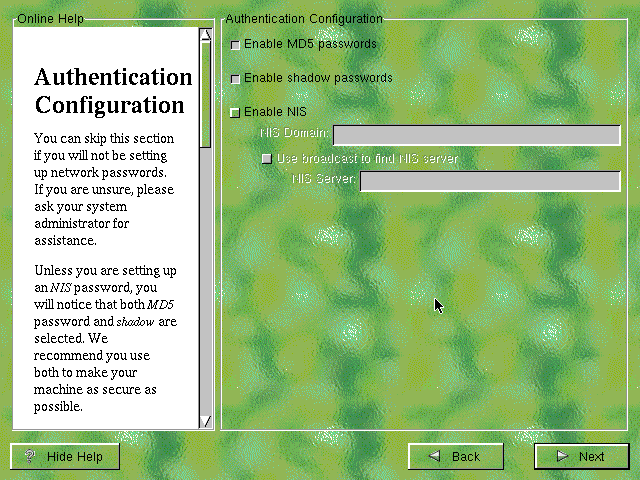 Online Help
Authentication
Configuration
You can skip this section
if you will not be setting
up network passwords.
If you are unsure, please
ask your system
administrator for
assistance.
Unless you are setting up
an NIS password, you
will notice that both MD5
password and shadow are
selected. We
recommend you use
both to make your
machine as secure as
possible.
Authentication Configuration
Enable MD5 passwords
Enable shadow passwords
Enable NIS
NIS Domain:
Use broadcast to find NIS server
NIS Server:
? Hide Help
Back
Next